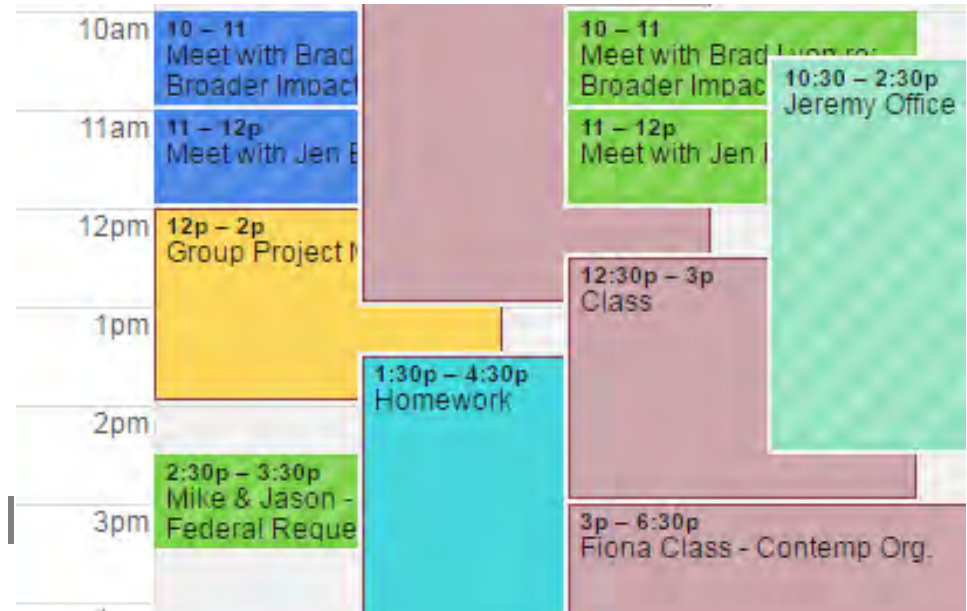 10am
11am
12pm
1pm
2pm
3pm
10 – 11
Meet with Brad
Broader Impact
11 – 12p
Meet with Jen
12p – 2p
Group Project
2:30p – 3:30p
Mike & Jason -
Federal Reque
1:30p – 4:30p
Homework
10 – 11
Meet with Brad Lyon re:
Broader Impac
11 – 12p
Meet with Jen
12:30p – 3p
Class
3p – 6:30p
Fiona Class - Contemp Org.
10:30 – 2:30p
Jeremy Office